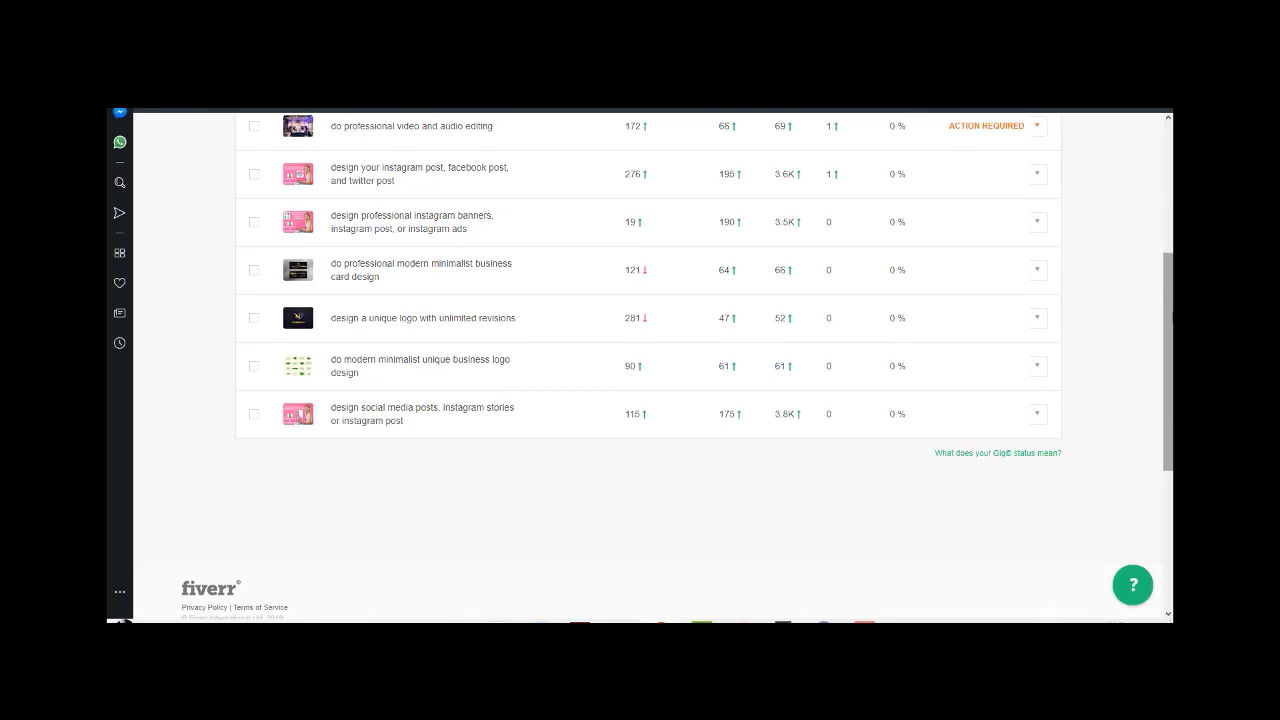 do professional video and audio editing 172 66 69 1 0 % ACTION REQUIRED
design your instagram post, facebook post,
and twitter post 276 195 3.6K 1 0 %
design professional instagram banners,
instagram post, or instagram ads 19 190 3.5K 0 0 %
do professional modern minimalist business
card design 121 64 66 0 0 %
design a unique logo with unlimited revisions 281 47 52 0 0 %
do modern minimalist unique business logo
design 90 61 61 0 0 %
design social media posts, instagram stories
or instagram post 115 175 3.8K 0 0 %
What does your Gig® status mean?
fiverr®
Privacy Policy | Terms of Service
© Fiverr International Ltd. 2019
?